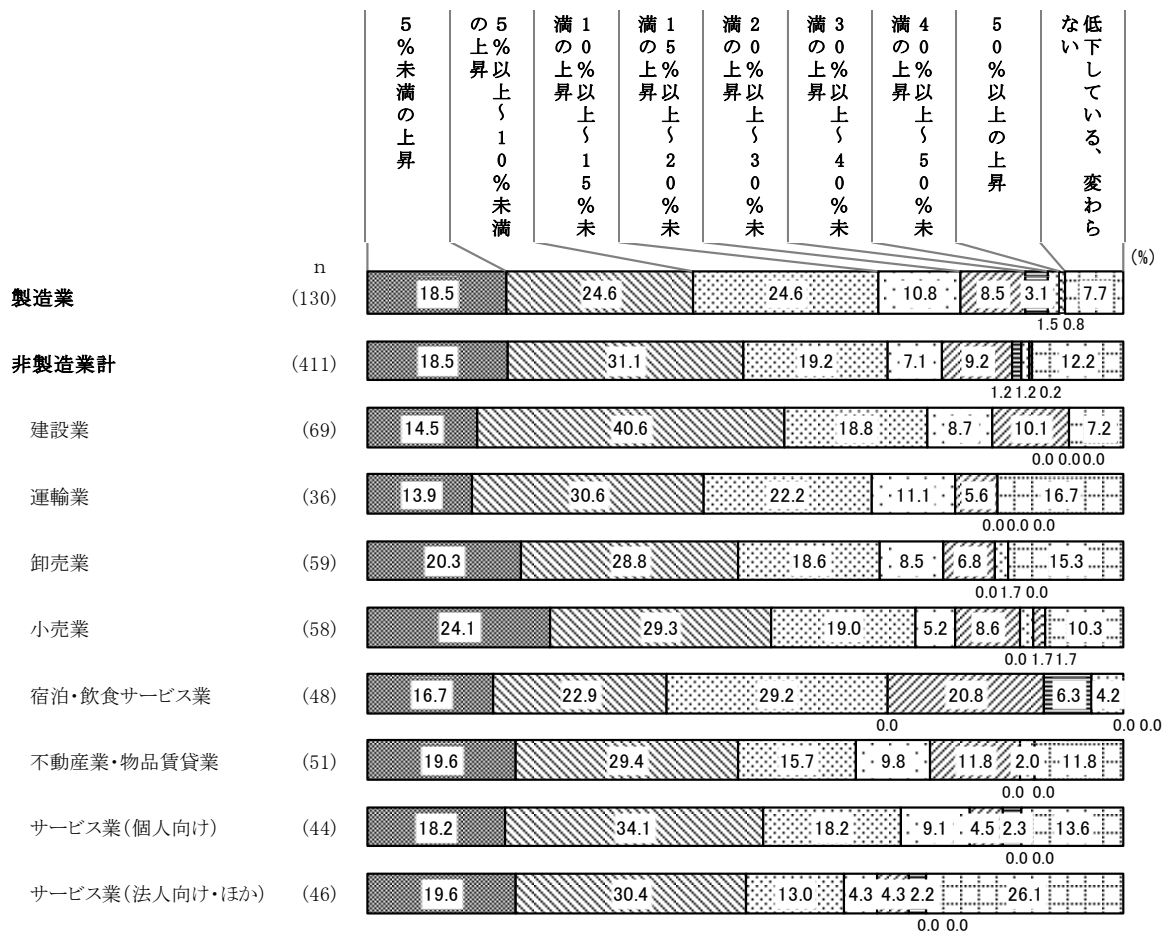 5%未満の上昇
5%以上～10%未満
の上昇
10%以上～15%未
満の上昇
15%以上～20%未
満の上昇
20%以上～30%未
満の上昇
30%以上～40%未
満の上昇
40%以上～50%未
満の上昇
50%以上の上昇
低下している、変わら
ない
(%)
n
製造業 (130) 18.5 24.6 24.6 10.8 8.5 3.1 7.7
1.5 0.8
非製造業計 (411) 18.5 31.1 19.2 7.1 9.2 12.2
1.2 1.2 0.2
建設業 (69) 14.5 40.6 18.8 8.7 10.1 7.2
0.0 0.0 0.0
運輸業 (36) 13.9 30.6 22.2 11.1 5.6 16.7
0.0 0.0 0.0
卸売業 (59) 20.3 28.8 18.6 8.5 6.8 15.3
0.0 1.7 0.0
小売業 (58) 24.1 29.3 19.0 5.2 8.6 10.3
0.0 1.7 1.7
宿泊・飲食サービス業 (48) 16.7 22.9 29.2 20.8 6.3 4.2
0.0 0.0 0.0
不動産業・物品賃貸業 (51) 19.6 29.4 15.7 9.8 11.8 2.0 11.8
0.0 0.0
サービス業(個人向け) (44) 18.2 34.1 18.2 9.1 4.5 2.3 13.6
0.0 0.0
サービス業(法人向け・ほか) (46) 19.6 30.4 13.0 4.3 4.3 2.2 26.1
0.0 0.0